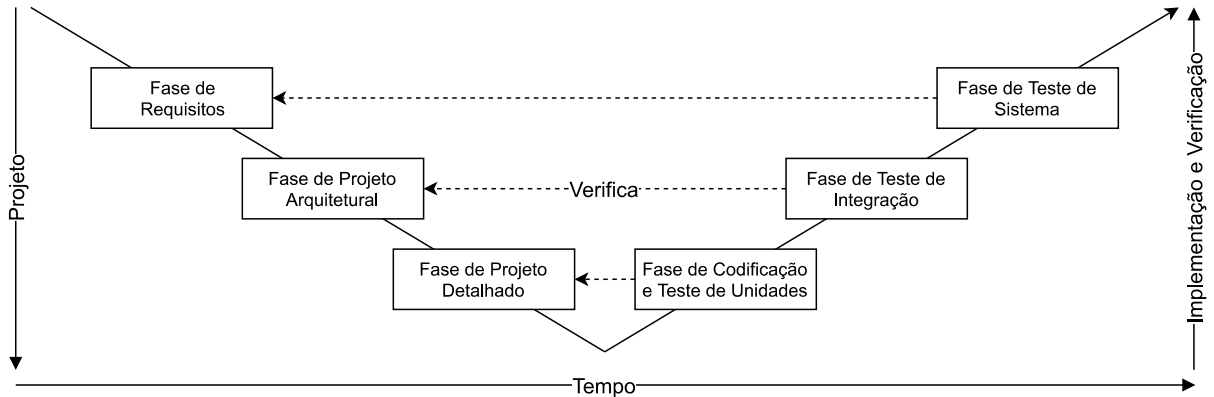 Projeto
Fase de
Requisitos
Fase de Teste de
Sistema
Fase de Projeto
Arquitetural
Verifica
Fase de Teste de
Integração
Fase de Projeto
Detalhado
Fase de Codificação
e Teste de Unidades
Implementação e Verificação
Tempo